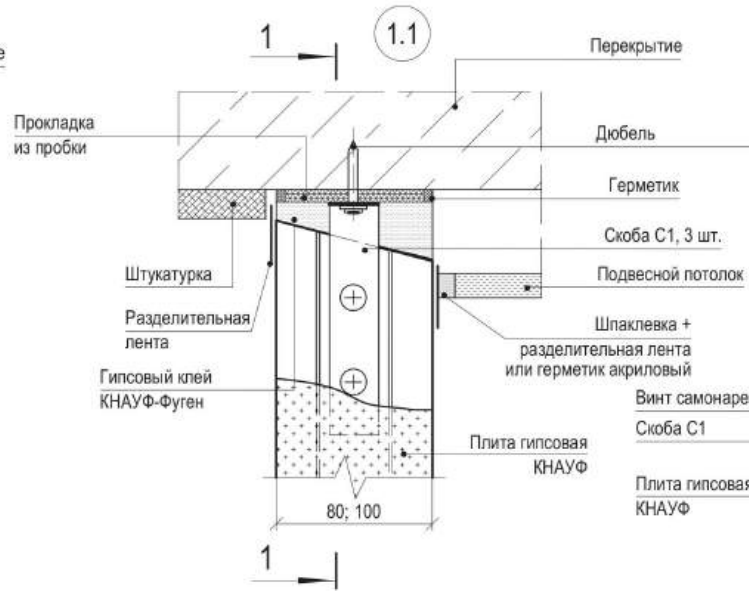 е
1
1.1
Перекрытие
Прокладка
из пробки
Дюбель
Герметик
Скоба С1, 3 шт.
Штукатурка
Подвесной потолок
Разделительная
лента
Шпаклевка +
разделительная лента
или герметик акриловый
Гипсовый клей
КНАУФ-Фуген
Винт самонаре
Скоба С1
Плита гипсовая
КНАУФ
Плита гипсовая
КНАУФ
80; 100
1